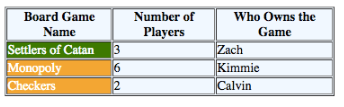 Board Game Name Number of Players Who Owns the Game
Settlers of Catan 3 Zach
Monopoly 6 Kimmie
Checkers 2 Calvin